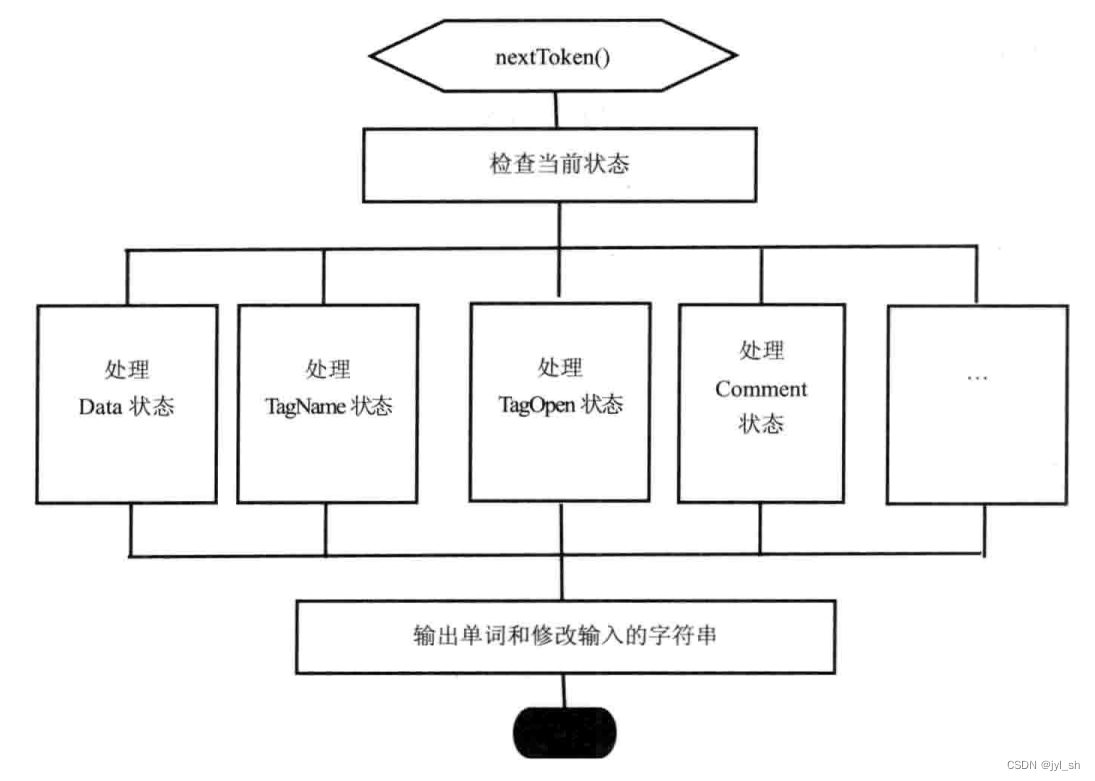 nextToken()
检查当前状态
处理
Data 状态
处理
TagName 状态
处理
TagOpen 状态
处理
Comment
状态
…
输出单词和修改输入的字符串
CSDN @jyl_sh